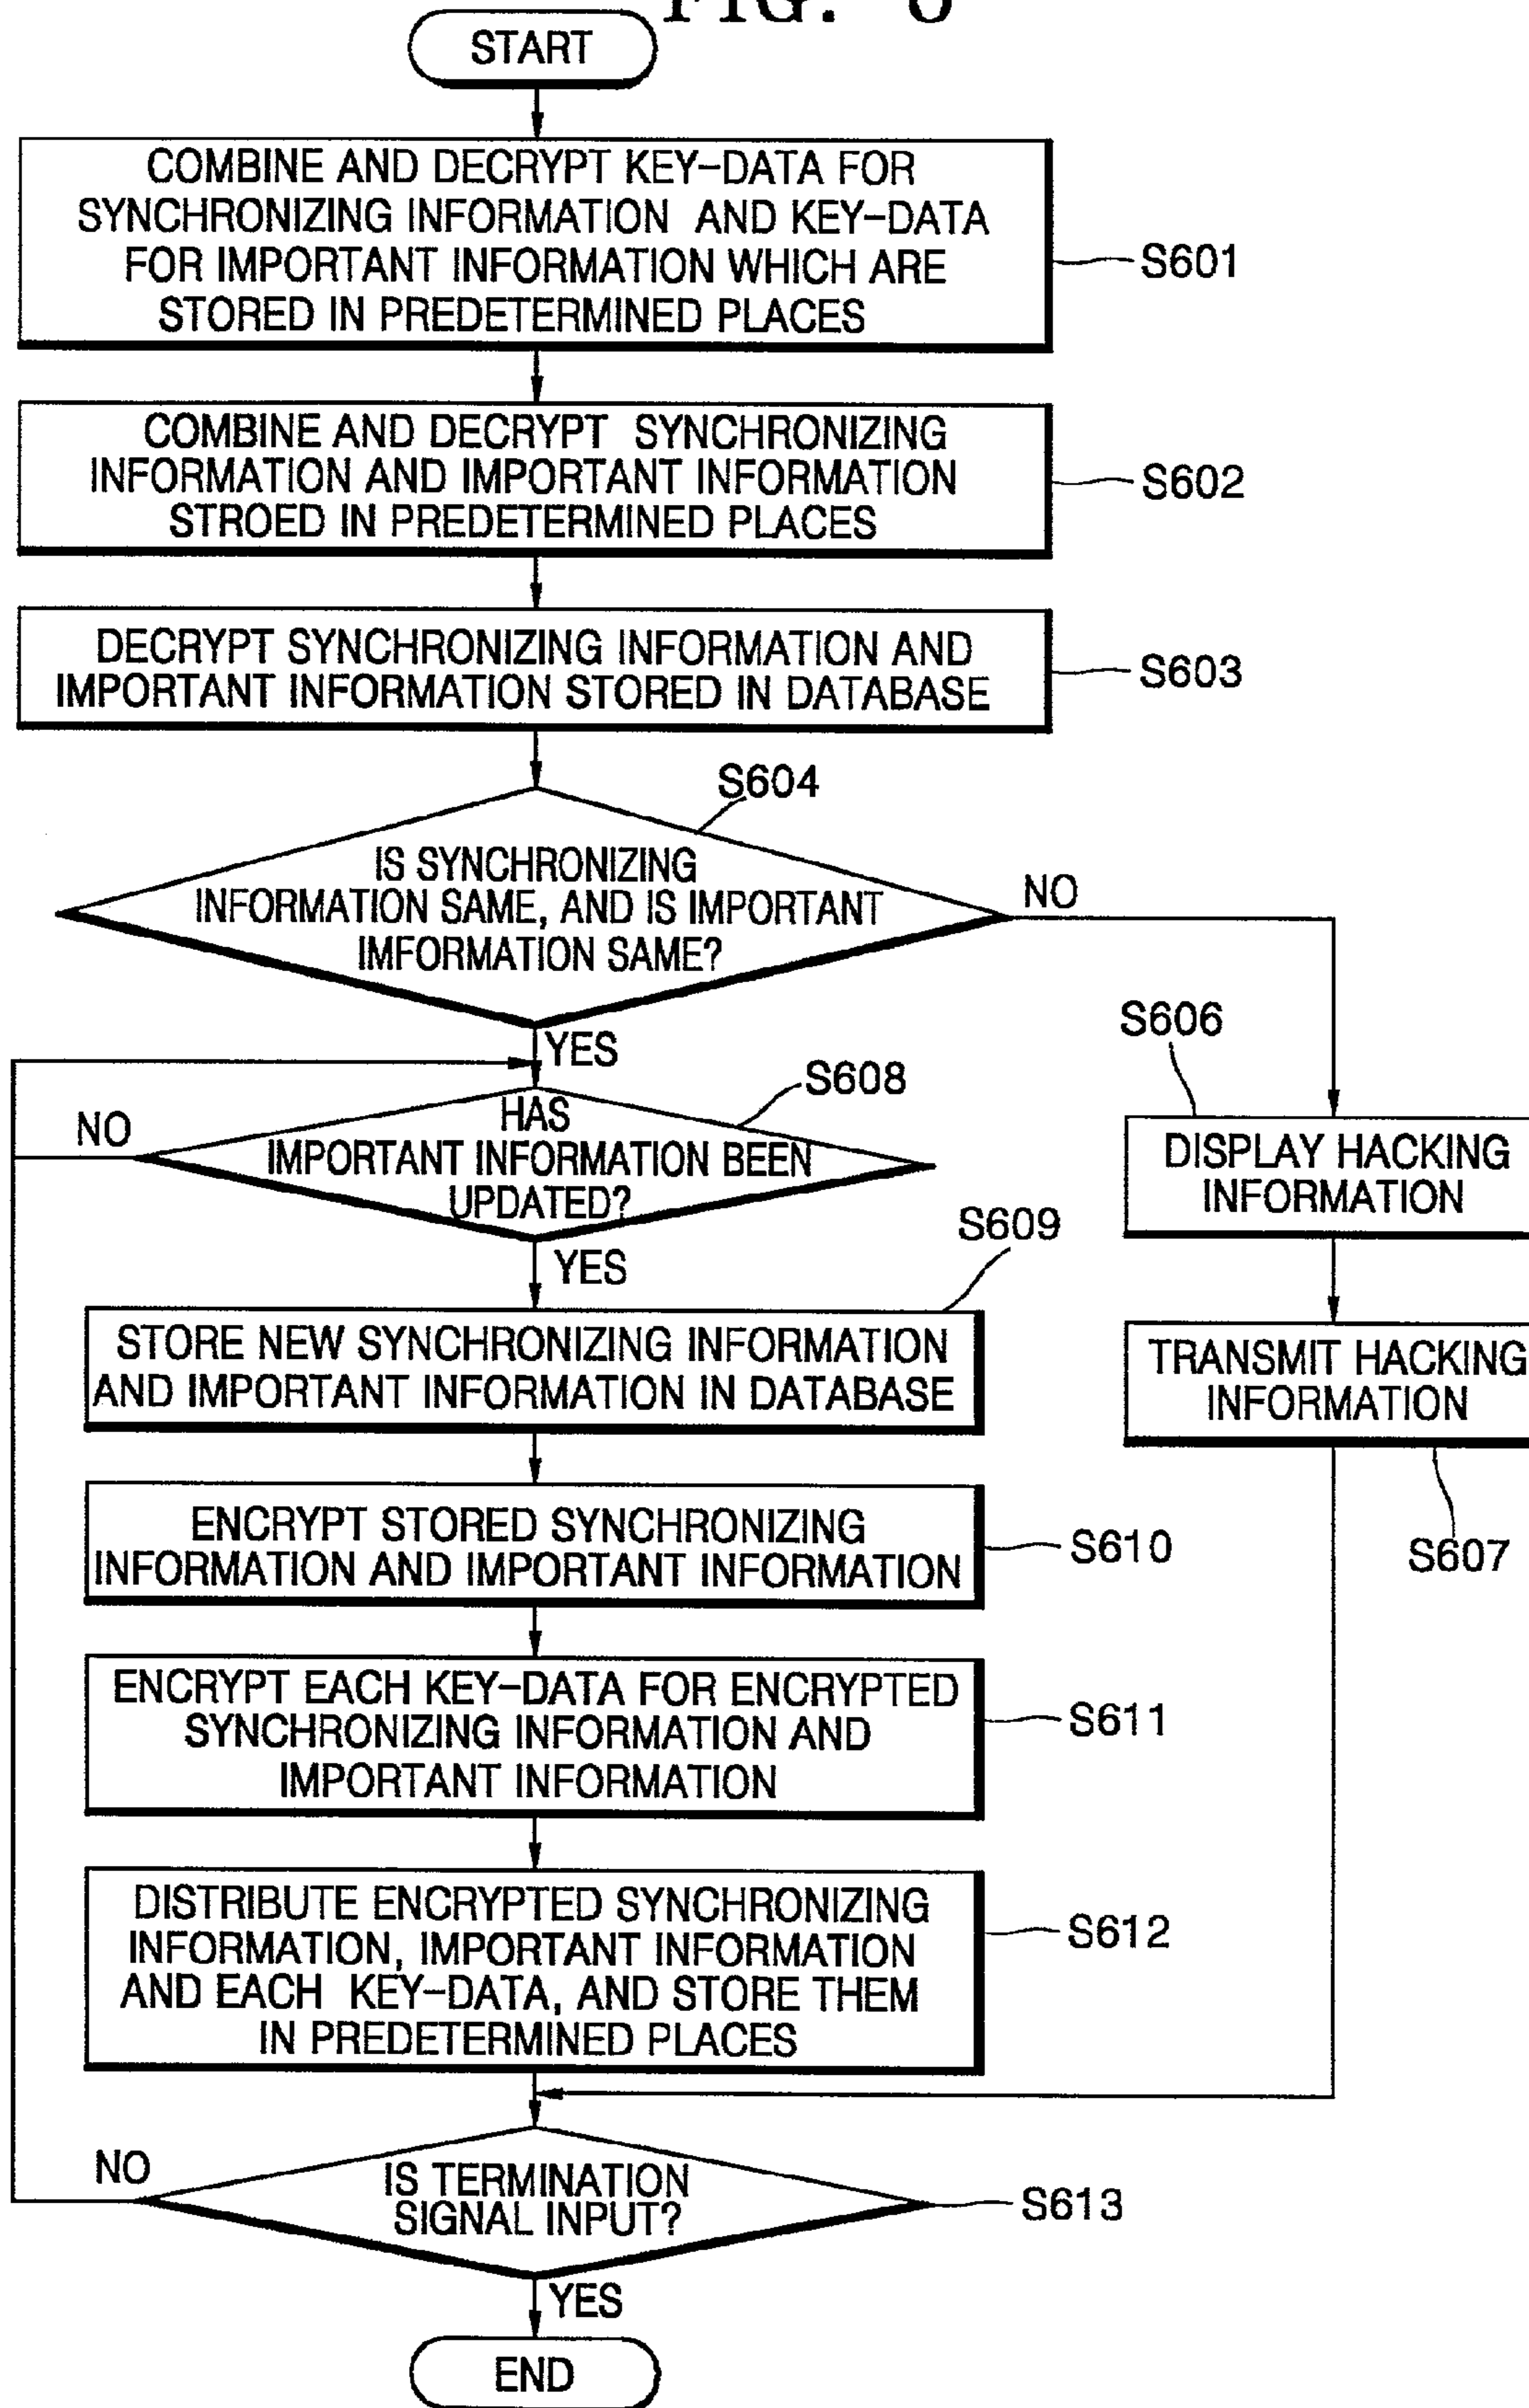 FIG. 6
START
COMBINE AND DECRYPT KEY-DATA FOR
SYNCHRONIZING INFORMATION AND KEY-DATA
FOR IMPORTANT INFORMATION WHICH ARE
STORED IN PREDETERMINED PLACES
S601
COMBINE AND DECRYPT SYNCHRONIZING
INFORMATION AND IMPORTANT INFORMATION
STROED IN PREDETERMINED PLACES
S602
DECRYPT SYNCHRONIZING INFORMATION AND
IMPORTANT INFORMATION STORED IN DATABASE
S603
S604
IS SYNCHRONIZING
INFORMATION SAME, AND IS IMPORTANT
IMFORMATION SAME?
NO
YES
S606
DISPLAY HACKING
INFORMATION
TRANSMIT HACKING
INFORMATION
S607
S608
HAS
IMPORTANT INFORMATION BEEN
UPDATED?
NO
YES
S609
STORE NEW SYNCHRONIZING INFORMATION
AND IMPORTANT INFORMATION IN DATABASE
ENCRYPT STORED SYNCHRONIZING
INFORMATION AND IMPORTANT INFORMATION
S610
ENCRYPT EACH KEY-DATA FOR ENCRYPTED
SYNCHRONIZING INFORMATION AND
IMPORTANT INFORMATION
S611
DISTRIBUTE ENCRYPTED SYNCHRONIZING
INFORMATION, IMPORTANT INFORMATION
AND EACH KEY-DATA, AND STORE THEM
IN PREDETERMINED PLACES
S612
NO
IS TERMINATION
SIGNAL INPUT?
S613
YES
END